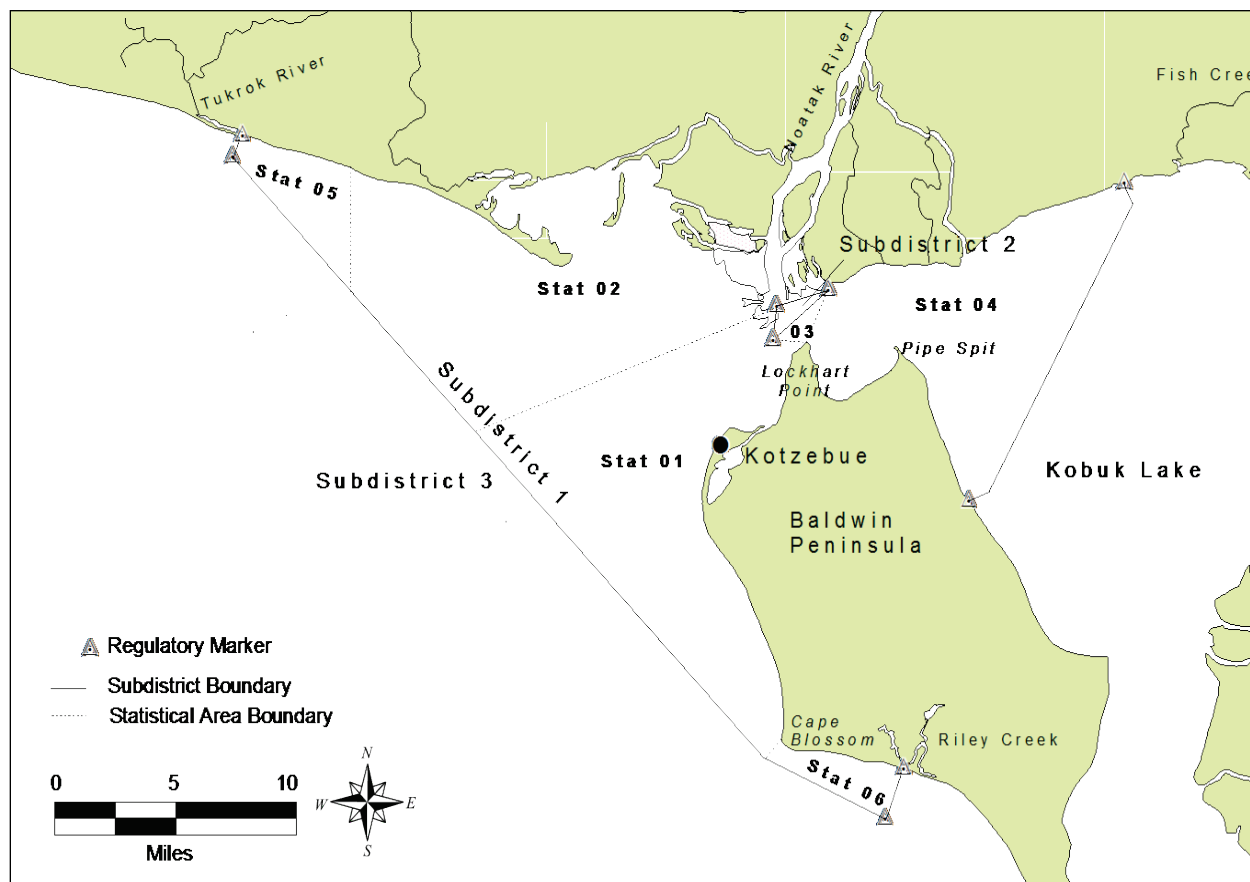 Tukrok River
Noatak River
Fish Cree
Stat 05
Subdistrict 2
Stat 02
Stat 04
03
Pipe Spit
Lockhart
Point
Subdistrict 1
Stat 01
Kotzebue
Subdistrict 3
Kobuk Lake
Baldwin
Peninsula
Regulatory Marker
Subdistrict Boundary
Statistical Area Boundary
Cape
Blossom
Riley Creek
Stat 06
N
W
E
S
0 5 10
Miles